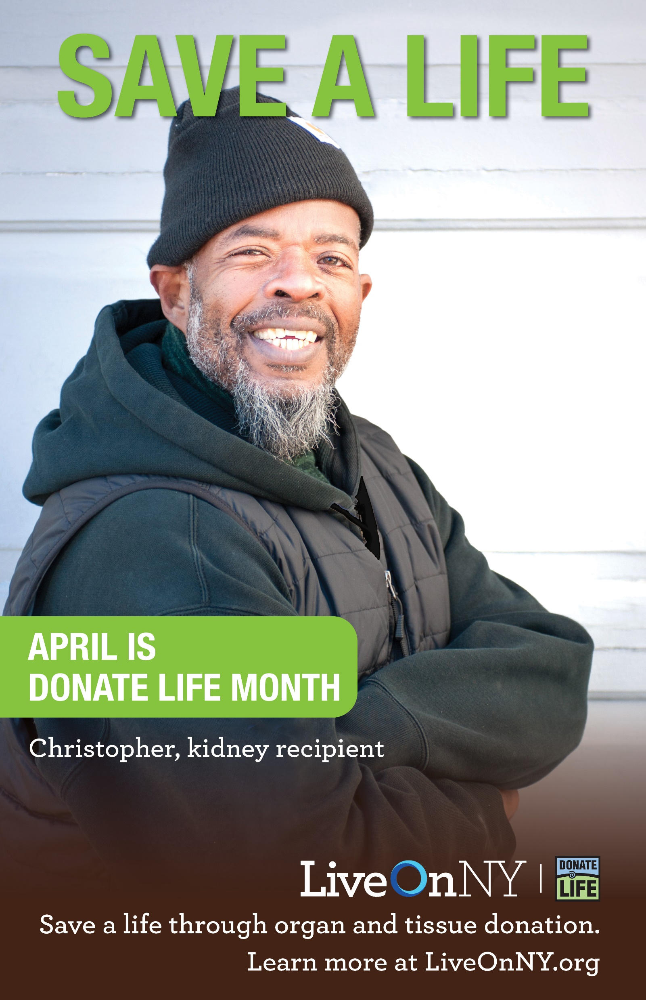 SAVE A LIFE
APRIL IS
DONATE LIFE MONTH
Christopher, kidney recipient
LiveOnNY
DONATE
LIFE
Save a life through organ and tissue donation.
Learn more at LiveOnNY.org